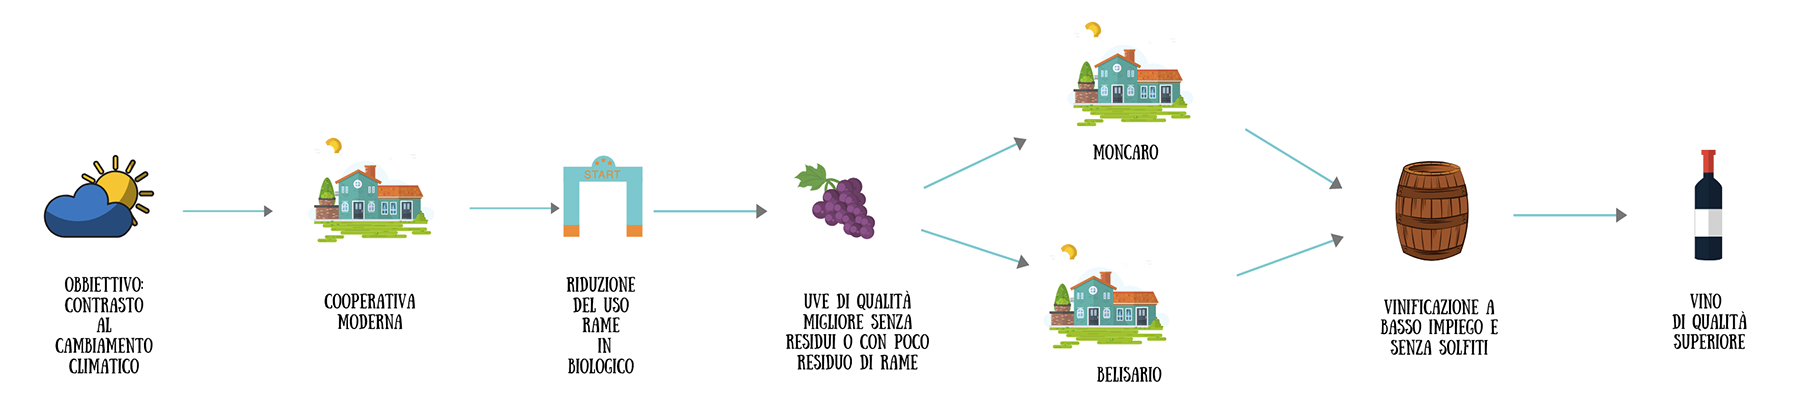 OBBIETTIVO:
CONTRASTO
AL
CAMBIAMENTO
CLIMATICO
COOPERATIVA
MODERNA
START
RIDUZIONE
DEL USO
RAME
IN
BIOLOGICO
UVE DI QUALITÀ
MIGLIORE SENZA
RESIDUI O CON POCO
RESIDUO DI RAME
MONCARO
BELISARIO
VINIFICAZIONE A
BASSO IMPIEGO E
SENZA SOLFITI
VINO
DI QUALITÀ
SUPERIORE